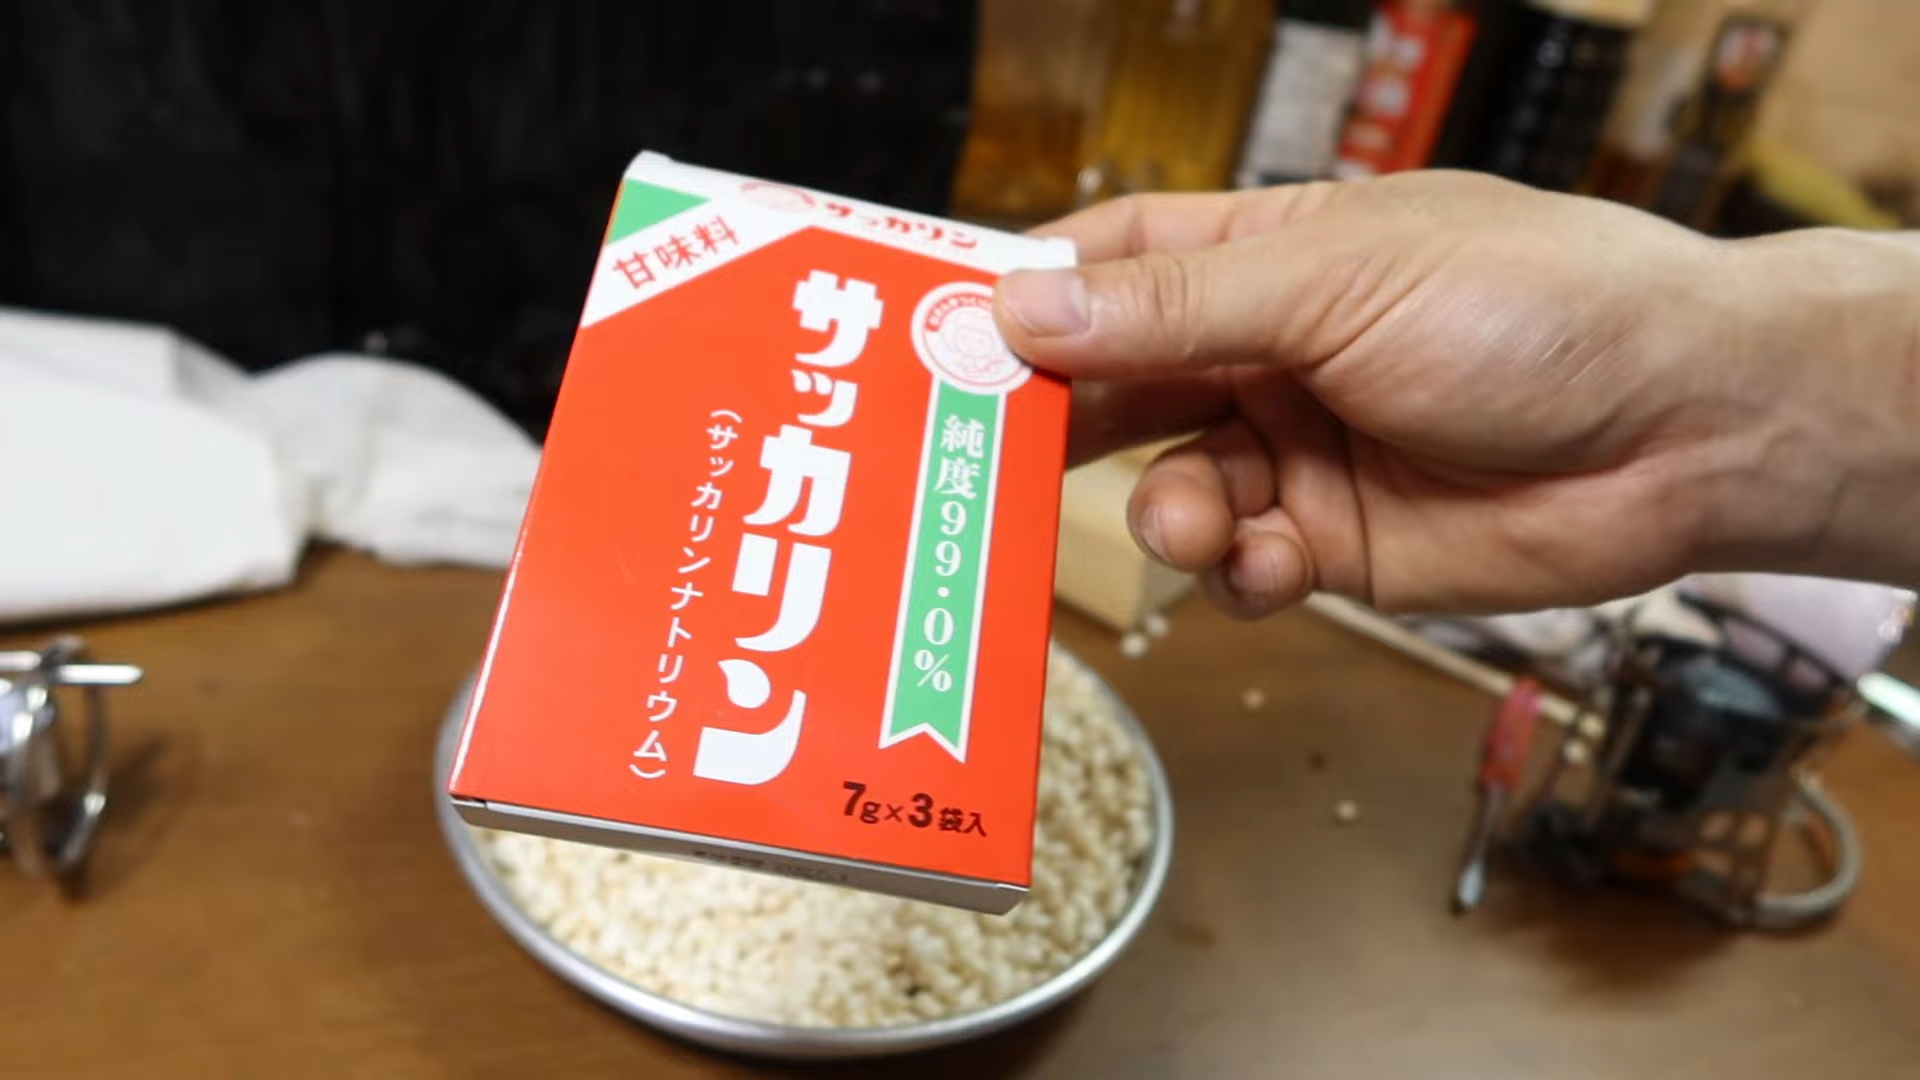 サッカリン
甘味料
サッカリン
(サッカリンナトリウム)
純度99.0%
7g×3袋入